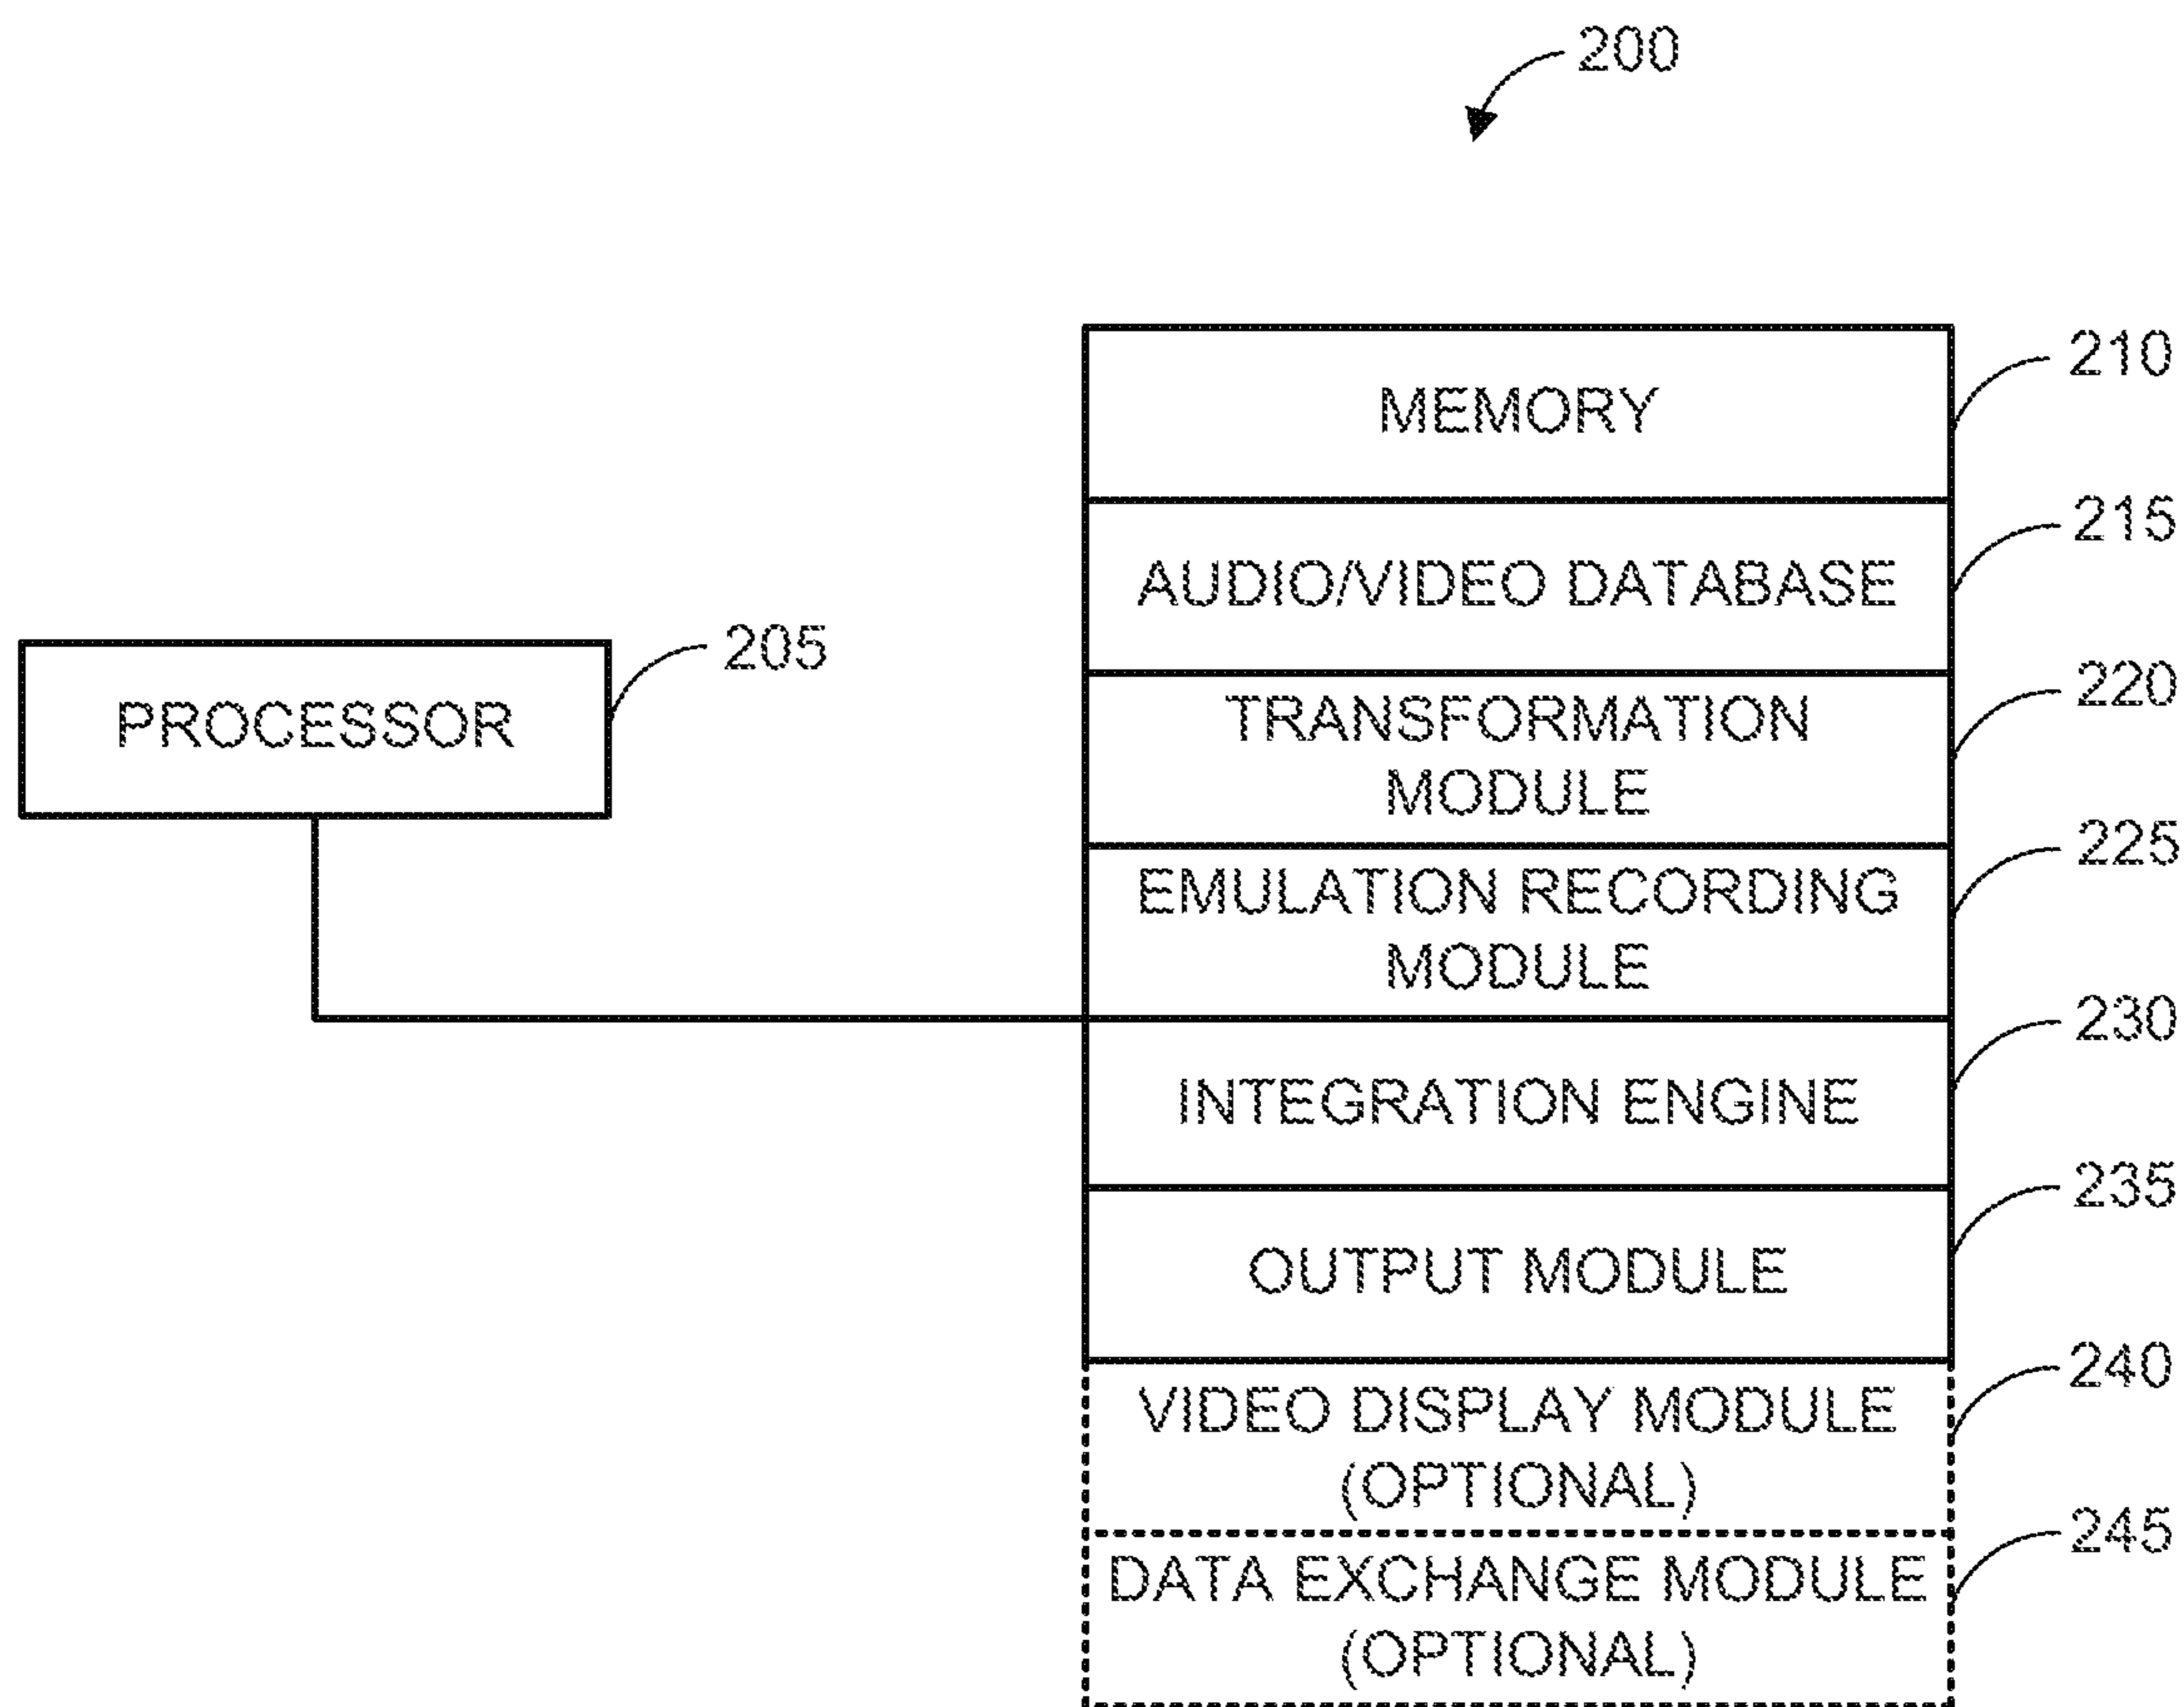 200
MEMORY
210
AUDIO/VIDEO DATABASE
215
PROCESSOR
205
TRANSFORMATION
MODULE
220
EMULATION RECORDING
MODULE
225
INTEGRATION ENGINE
230
OUTPUT MODULE
235
VIDEO DISPLAY MODULE
(OPTIONAL)
240
DATA EXCHANGE MODULE
(OPTIONAL)
245